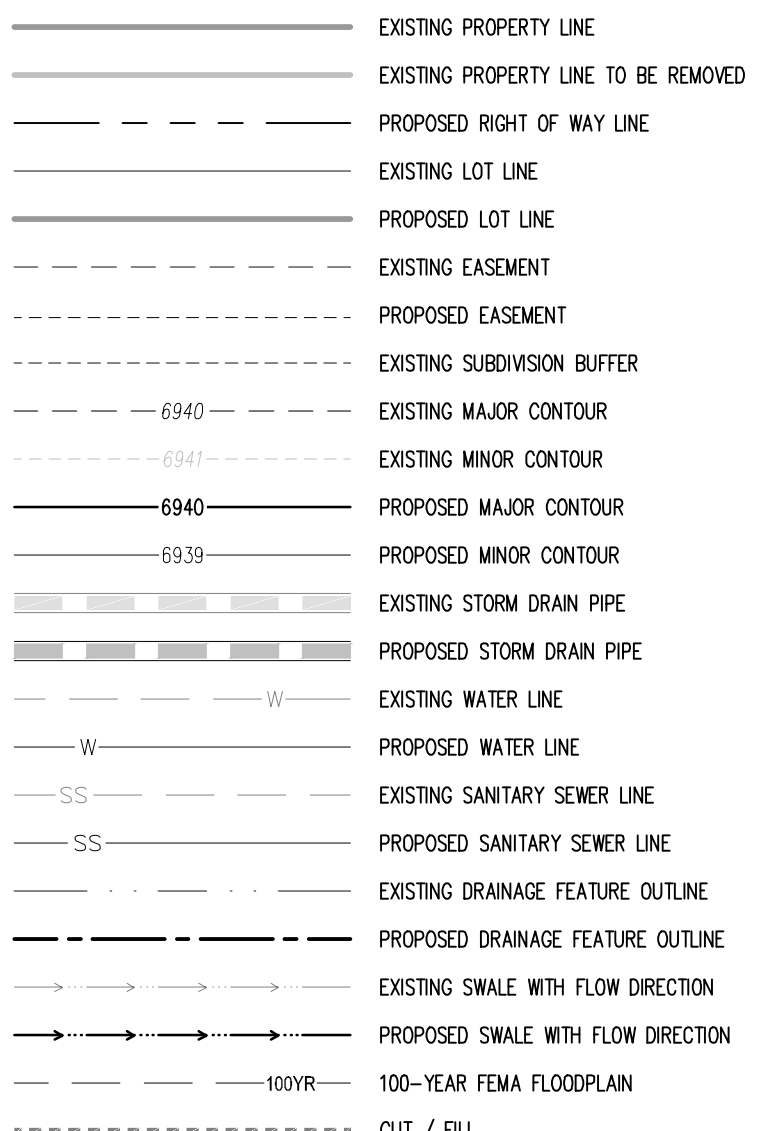 EXISTING PROPERTY LINE
EXISTING PROPERTY LINE TO BE REMOVED
PROPOSED RIGHT OF WAY LINE
EXISTING LOT LINE
PROPOSED LOT LINE
EXISTING EASEMENT
PROPOSED EASEMENT
EXISTING SUBDIVISION BUFFER
6940 EXISTING MAJOR CONTOUR
6941 EXISTING MINOR CONTOUR
6940 PROPOSED MAJOR CONTOUR
6939 PROPOSED MINOR CONTOUR
EXISTING STORM DRAIN PIPE
PROPOSED STORM DRAIN PIPE
W EXISTING WATER LINE
W PROPOSED WATER LINE
SS EXISTING SANITARY SEWER LINE
SS PROPOSED SANITARY SEWER LINE
EXISTING DRAINAGE FEATURE OUTLINE
PROPOSED DRAINAGE FEATURE OUTLINE
EXISTING SWALE WITH FLOW DIRECTION
PROPOSED SWALE WITH FLOW DIRECTION
100YR 100-YEAR FEMA FLOODPLAIN
CUT / FILL